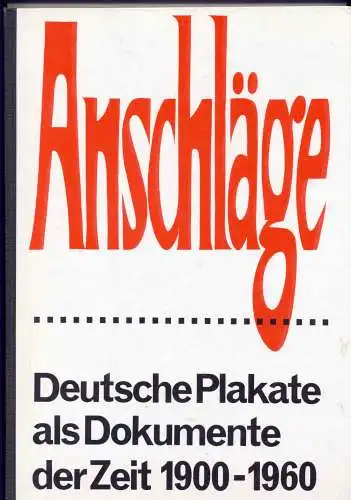 Anschläge
Deutsche Plakate
als Dokumente
der Zeit 1900-1960